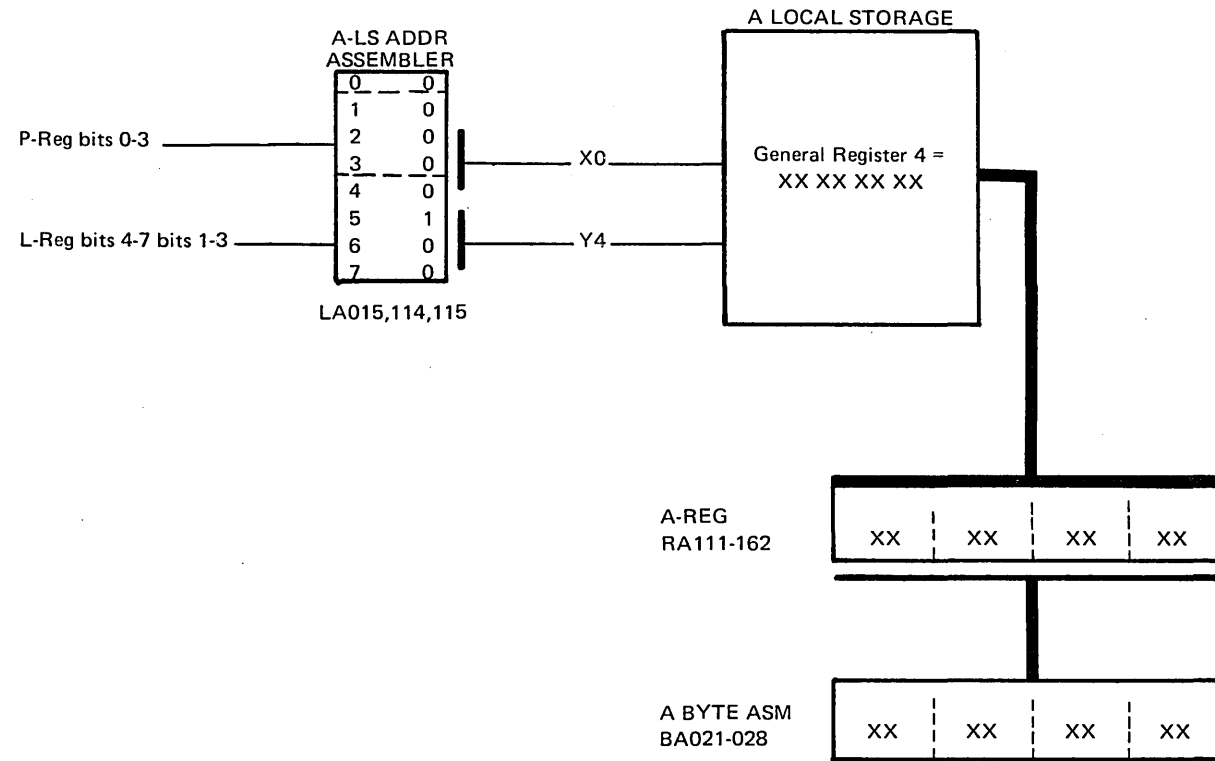 A LOCAL STORAGE
A-LS ADDR
ASSEMBLER
0 0
1 0
P-Reg bits 0-3
2 0
3 0
X0
General Register 4 =
XX XX XX XX
4 0
5 1
L-Reg bits 4-7 bits 1-3
6 0
Y4
7 0
LA015,114,115
A-REG
RA111-162
XX XX XX XX
A BYTE ASM
BA021-028
XX XX XX XX